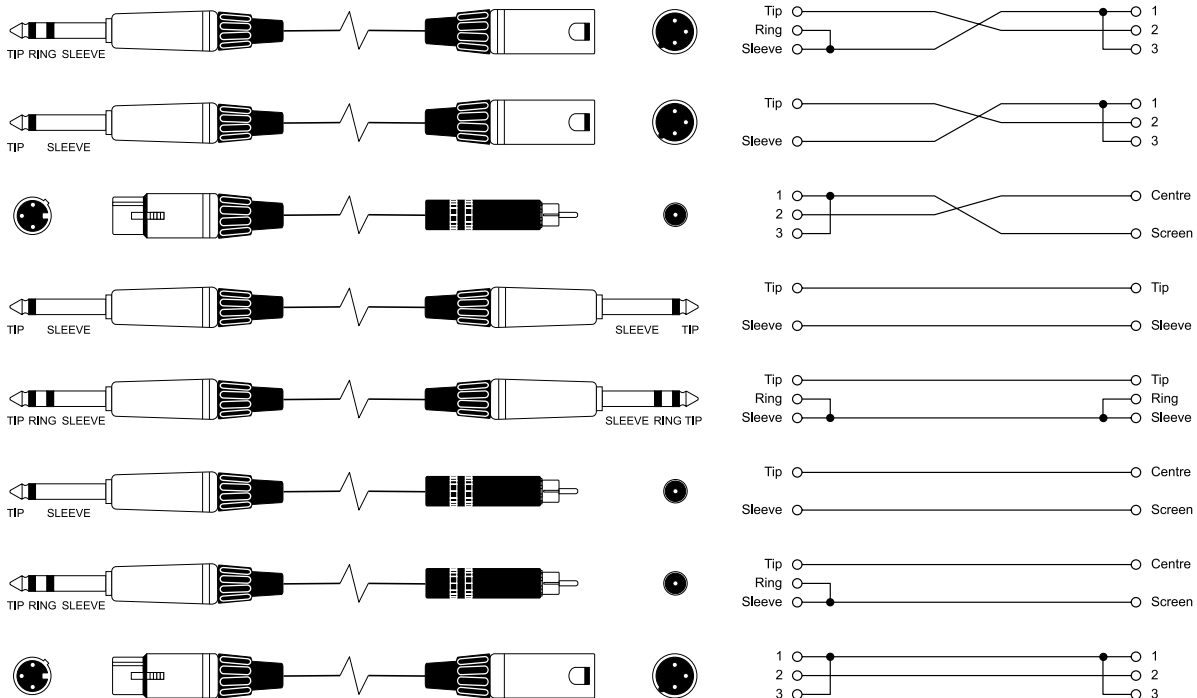 Tip 1
Ring 2
Sleeve 3
TIP RING SLEEVE
Tip 1
2
Sleeve 3
TIP SLEEVE
1 Centre
2
3 Screen
Tip Tip
Sleeve Sleeve
TIP SLEEVE SLEEVE TIP
Tip Tip
Ring Ring
Sleeve Sleeve
TIP RING SLEEVE SLEEVE RING TIP
Tip Centre
Sleeve Screen
TIP SLEEVE
Tip Centre
Ring
Sleeve Screen
TIP RING SLEEVE
1 1
2 2
3 3